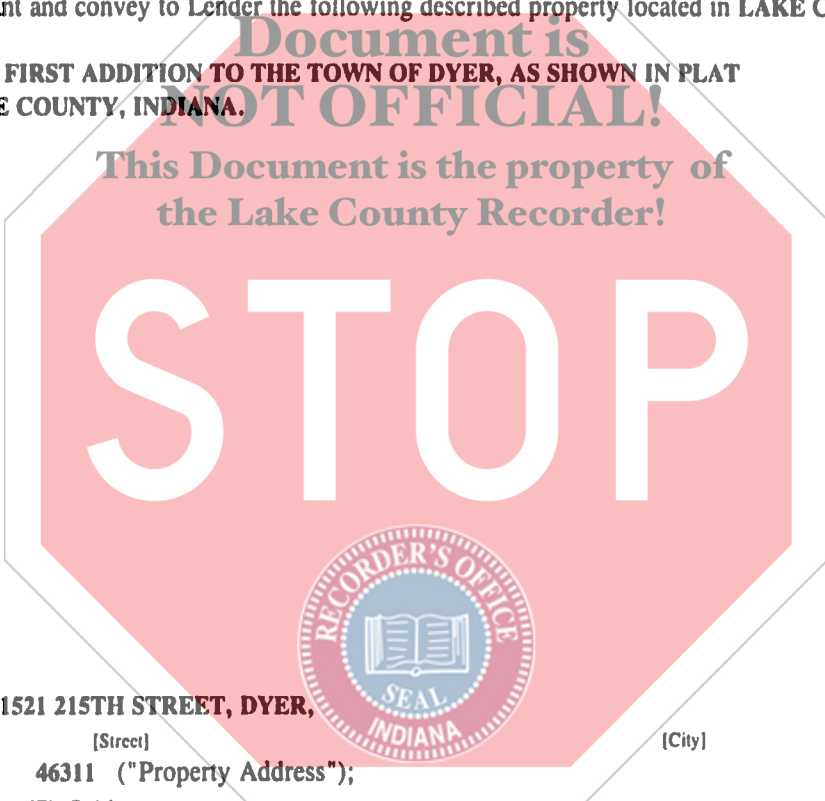 nt and convey to Lender the following described property located in LAKE C
Document is
FIRST ADDITION TO THE TOWN OF DYER, AS SHOWN IN PLAT
E COUNTY, INDIANA.
NOT OFFICIAL!
This Document is the property of
the Lake County Recorder!
STOP
RECORDER'S OFFICE
SEAL
INDIANA
1521 215TH STREET, DYER,
[Street] [City]
46311 ("Property Address");